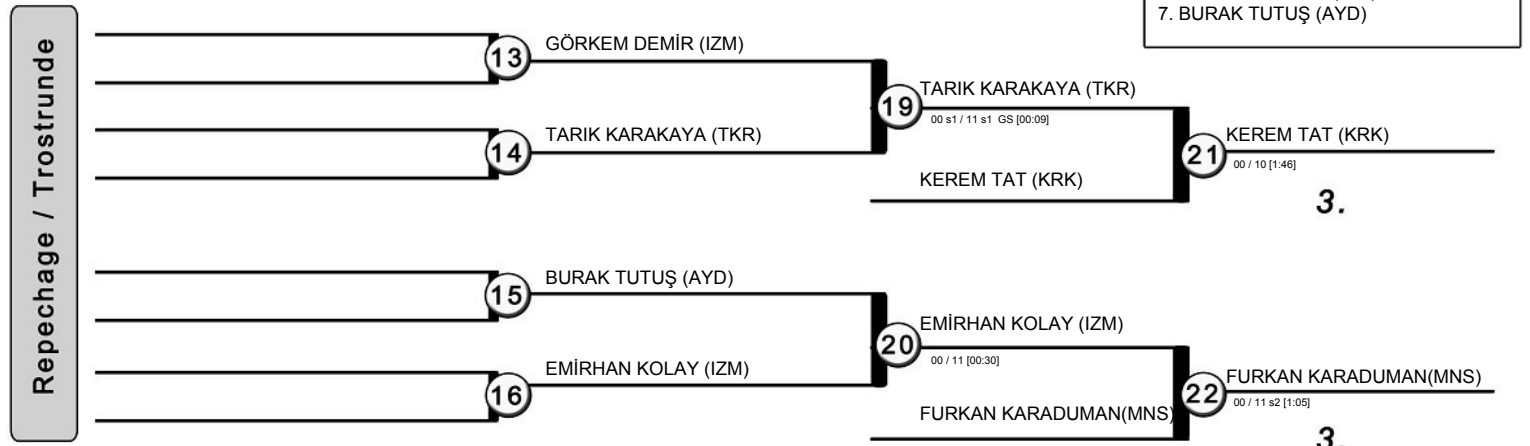 7. BURAK TUTUŞ (AYD)
Repechage / Trostrunde
13
GÖRKEM DEMİR (IZM)
14
TARIK KARAKAYA (TKR)
19
TARIK KARAKAYA (TKR)
00 s1 / 11 s1 GS [00:09]
KEREM TAT (KRK)
21
KEREM TAT (KRK)
00 / 10 [1:46]
3.
15
BURAK TUTUŞ (AYD)
16
EMİRHAN KOLAY (IZM)
20
EMİRHAN KOLAY (IZM)
00 / 11 [00:30]
FURKAN KARADUMAN(MNS)
22
FURKAN KARADUMAN(MNS)
00 / 11 s2 [1:05]
3.